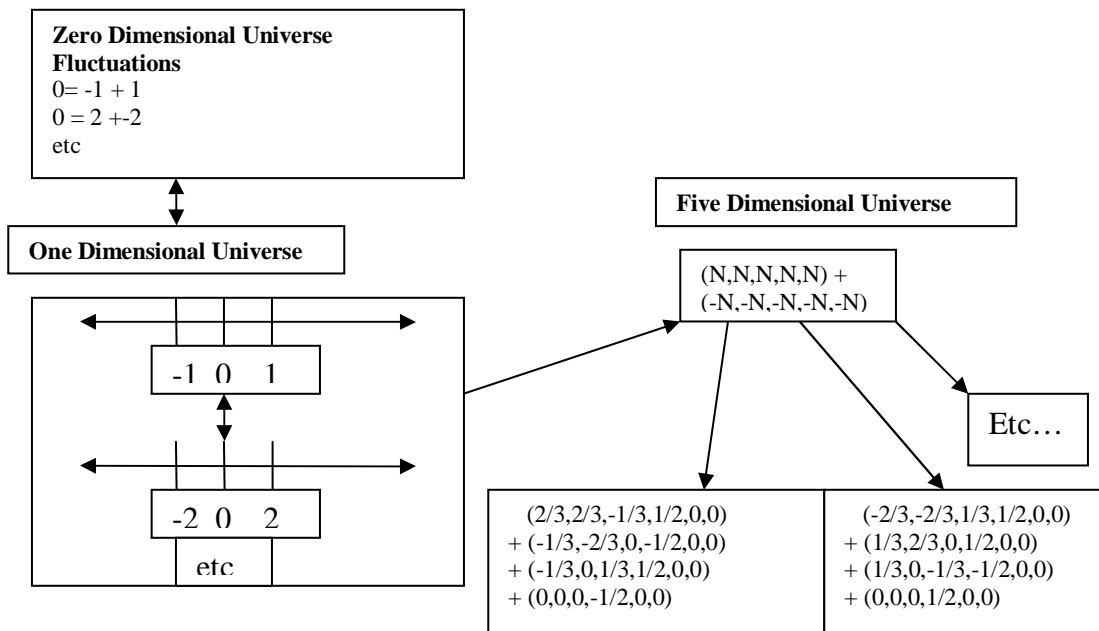 Zero Dimensional Universe
Fluctuations
0= -1 + 1
0 = 2 +-2
etc
One Dimensional Universe
-1 0 1
-2 0 2
etc
Five Dimensional Universe
(N,N,N,N,N) +
(-N,-N,-N,-N,-N)
Etc…
(2/3,2/3,-1/3,1/2,0,0)
+ (-1/3,-2/3,0,-1/2,0,0)
+ (-1/3,0,1/3,1/2,0,0)
+ (0,0,0,-1/2,0,0)
(-2/3,-2/3,1/3,1/2,0,0)
+ (1/3,2/3,0,1/2,0,0)
+ (1/3,0,-1/3,-1/2,0,0)
+ (0,0,0,1/2,0,0)